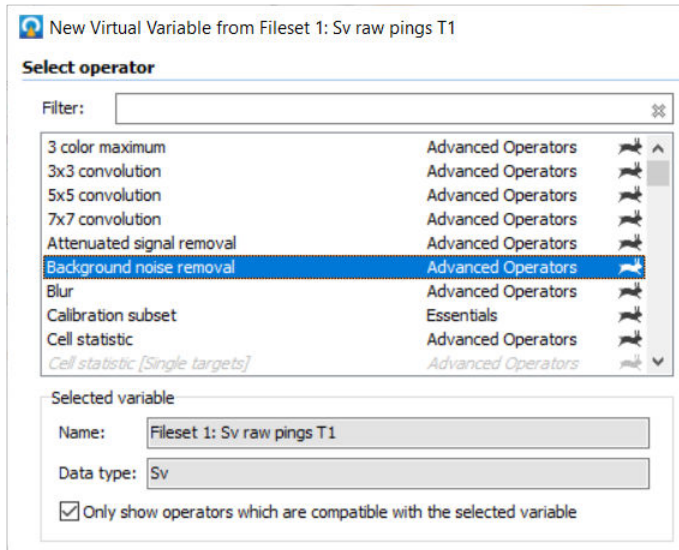 New Virtual Variable from Fileset 1: Sv raw pings T1
Select operator
Filter:
3 color maximum Advanced Operators
3x3 convolution Advanced Operators
5x5 convolution Advanced Operators
7x7 convolution Advanced Operators
Attenuated signal removal Advanced Operators
Background noise removal Advanced Operators
Blur Advanced Operators
Calibration subset Essentials
Cell statistic Advanced Operators
Cell statistic [Single targets] Advanced Operators
Selected variable
Name: Fileset 1: Sv raw pings T1
Data type: Sv
Only show operators which are compatible with the selected variable